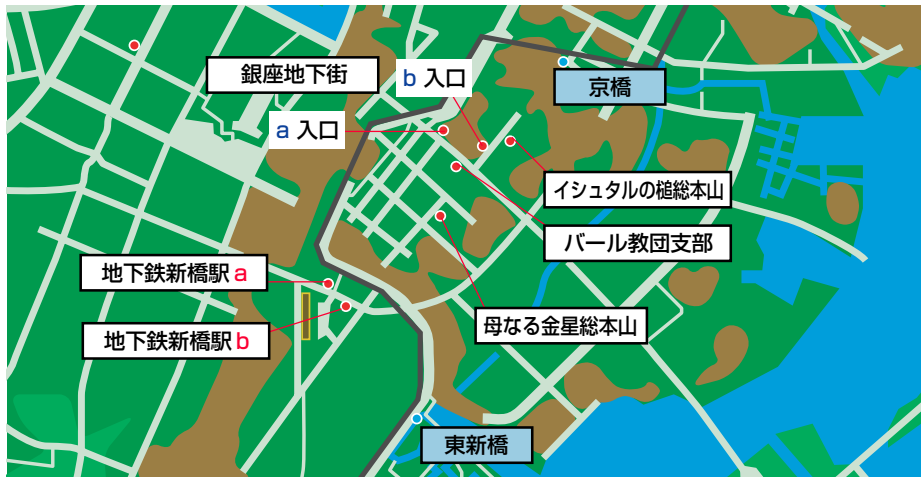 銀座地下街
b 入口
京橋
a 入口
イシュタルの槌総本山
バール教団支部
地下鉄新橋駅a
母なる金星総本山
地下鉄新橋駅b
東新橋